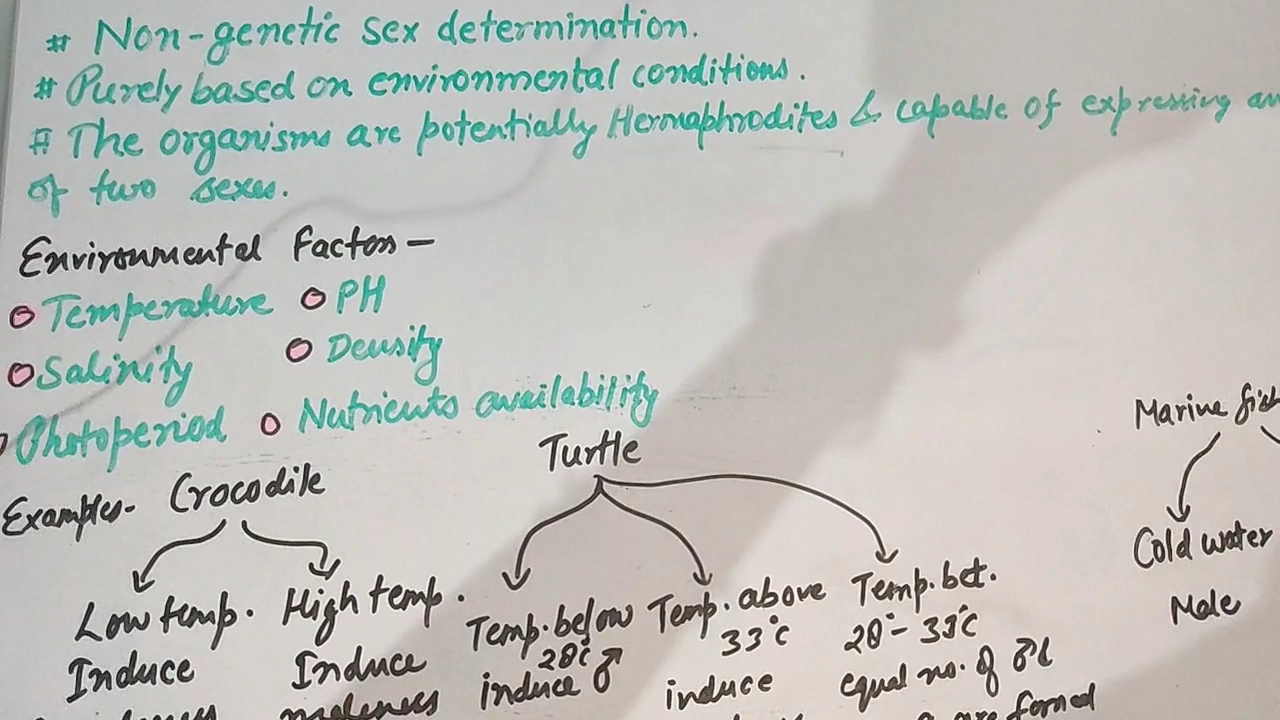 # Non-genetic sex determination.
# Purely based on environmental conditions.
# The organisms are potentially Hermaphrodites & capable of expressing
of two sexes.
Environmental Factors –
Temperature
PH
Salinity
Density
Photoperiod
Nutrients availability
Examples-
Crocodile
Low temp.
Induce
High temp.
Induce
maleness
Turtle
Temp. below
28°C
induce ♂
Temp. above
33°C
induce
Temp. bet.
28°- 33°C
equal no. of ♂
are formed
Marine fish
Cold water
Male